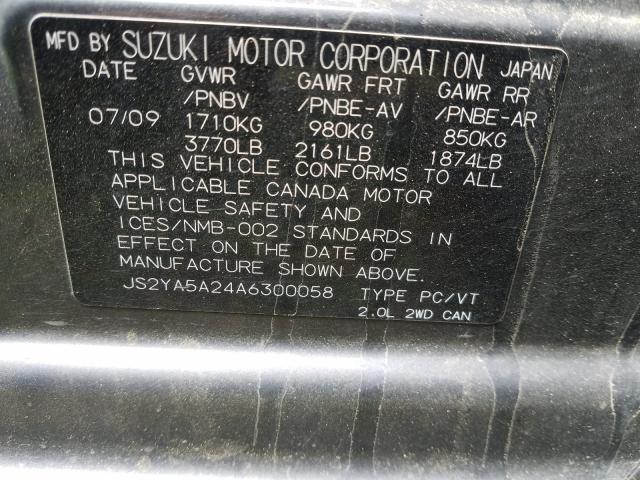 MFD BY SUZUKI MOTOR CORPORATION JAPAN
DATE GVWR GAWR FRT GAWR RR
/PNBV /PNBE-AV /PNBE-AR
07/09 1710KG 980KG 850KG
3770LB 2161LB 1874LB
THIS VEHICLE CONFORMS TO ALL
APPLICABLE CANADA MOTOR
VEHICLE SAFETY AND
ICES/NMB-002 STANDARDS IN
EFFECT ON THE DATE OF
MANUFACTURE SHOWN ABOVE.
JS2YA5A24A6300058 TYPE PC/VT
2.0L 2WD CAN